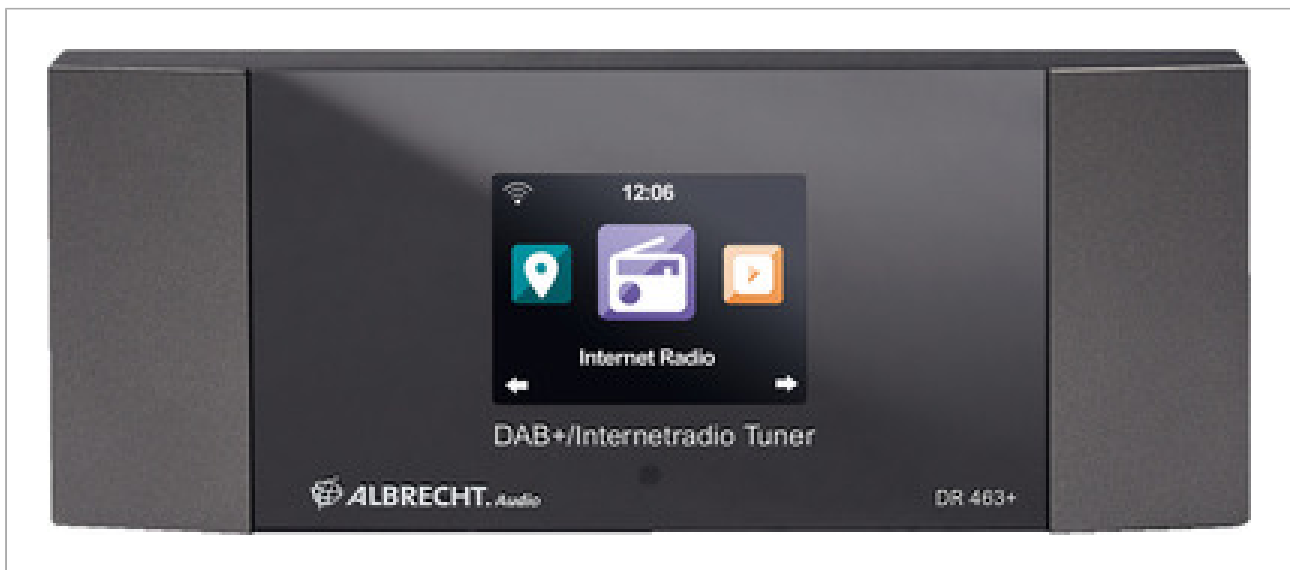 12:06
Internet Radio
DAB+/Internetradio Tuner
ALBRECHT. Audio
DR 463+